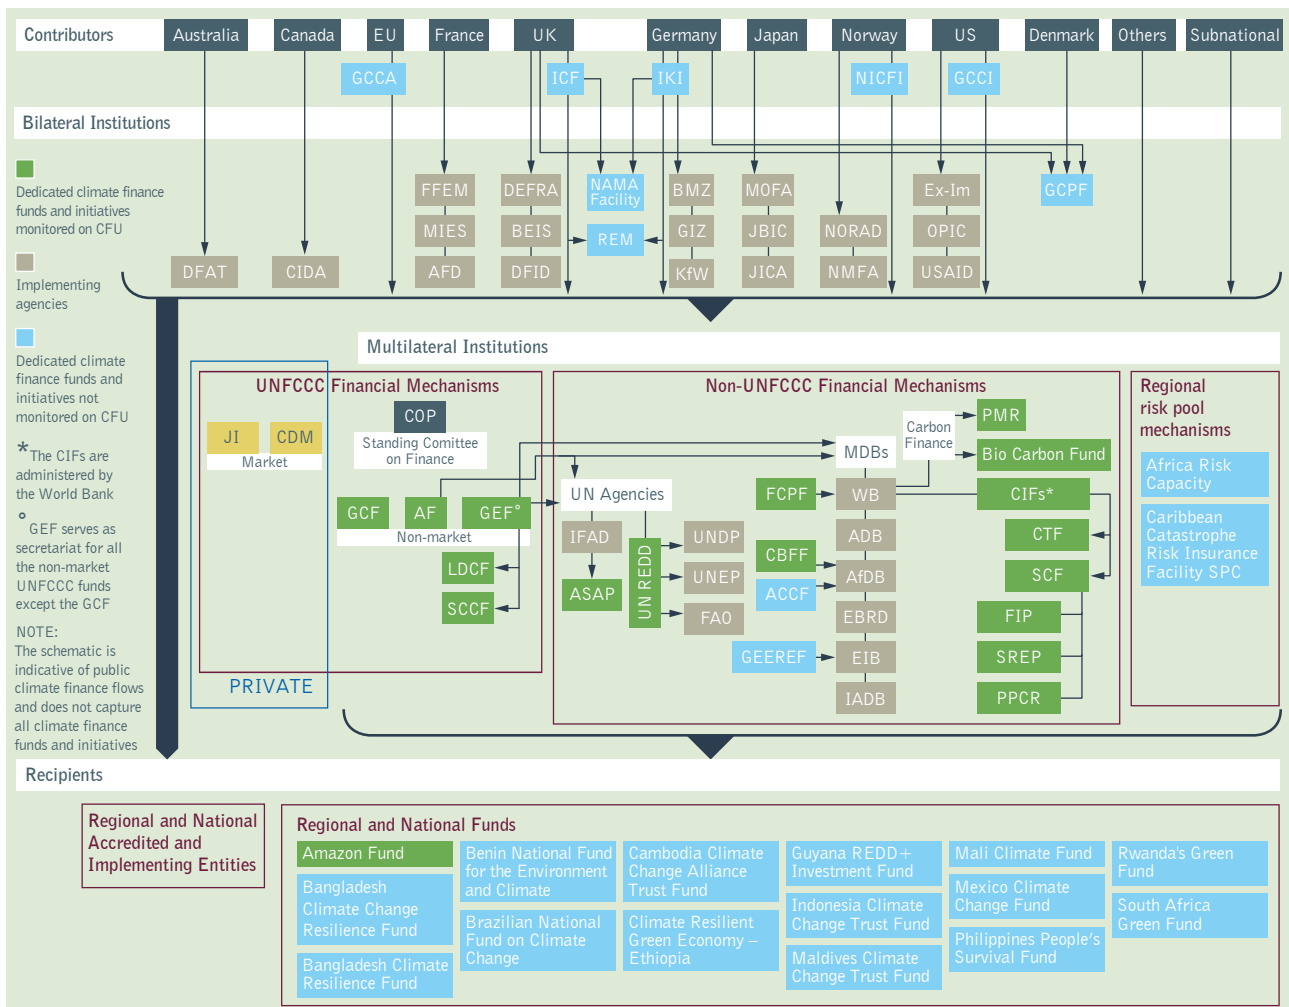 Contributors
Australia
Canada
EU
France
UK
Germany
Japan
Norway
US
Denmark
Others
Subnational
GCCA
ICF
IKI
NICFI
GCCI
Bilateral Institutions
Dedicated climate finance
funds and initiatives
monitored on CFU
Implementing
agencies
Dedicated climate
finance funds and
initiatives not
monitored on CFU
*The CIFs are
administered by
the World Bank
° GEF serves as
secretariat for all
the non-market
UNFCCC funds
except the GCF
NOTE:
The schematic is
indicative of public
climate finance flows
and does not capture
all climate finance
funds and initiatives
FFEM
MIES
AFD
DEFRA
BEIS
DFID
NAMA
Facility
REM
BMZ
GIZ
KfW
MOFA
JBIC
JICA
NORAD
NMFA
Ex-Im
OPIC
USAID
GCPF
DFAT
CIDA
Multilateral Institutions
UNFCCC Financial Mechanisms
COP
Standing Comittee
on Finance
JI
CDM
Market
GCF
AF
GEF°
Non-market
LDCF
SCCF
PRIVATE
Non-UNFCCC Financial Mechanisms
UN Agencies
IFAD
ASAP
UN REDD
UNDP
UNEP
FAO
MDBs
WB
ADB
AfDB
EBRD
EIB
IADB
FCPF
CBFF
ACCF
GEEREF
Carbon
Finance
PMR
Bio Carbon Fund
CIFs*
CTF
SCF
FIP
SREP
PPCR
Regional
risk pool
mechanisms
Africa Risk
Capacity
Caribbean
Catastrophe
Risk Insurance
Facility SPC
Recipients
Regional and National
Accredited and
Implementing Entities
Regional and National Funds
Amazon Fund
Bangladesh
Climate Change
Resilience Fund
Bangladesh Climate
Resilience Fund
Benin National Fund
for the Environment
and Climate
Brazilian National
Fund on Climate
Change
Cambodia Climate
Change Alliance
Trust Fund
Climate Resilient
Green Economy –
Ethiopia
Guyana REDD+
Investment Fund
Indonesia Climate
Change Trust Fund
Maldives Climate
Change Trust Fund
Mali Climate Fund
Mexico Climate
Change Fund
Philippines People's
Survival Fund
Rwanda's Green
Fund
South Africa
Green Fund